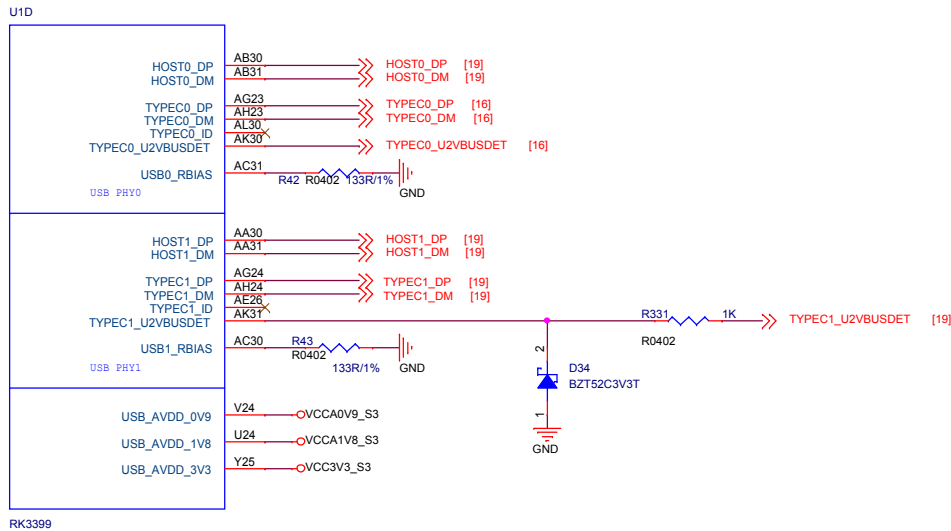 U1D
HOST0_DP AB30 HOST0_DP [19]
HOST0_DM AB31 HOST0_DM [19]
TYPEC0_DP AG23 TYPEC0_DP [16]
TYPEC0_DM AH23 TYPEC0_DM [16]
TYPEC0_ID AL30
TYPEC0_U2VBUSDET AK30 TYPEC0_U2VBUSDET [16]
USB0_RBIAS AC31
R42 R0402 133R/1%
USB PHY0
GND
HOST1_DP AA30 HOST1_DP [19]
HOST1_DM AA31 HOST1_DM [19]
TYPEC1_DP AG24 TYPEC1_DP [19]
TYPEC1_DM AH24 TYPEC1_DM [19]
TYPEC1_ID AE26
TYPEC1_U2VBUSDET AK31 R331 1K TYPEC1_U2VBUSDET [19]
R0402
USB1_RBIAS AC30 R43
R0402
133R/1%
USB PHY1
GND
2
D34
BZT52C3V3T
1
GND
USB_AVDD_0V9 V24 VCCA0V9_S3
USB_AVDD_1V8 U24 VCCA1V8_S3
USB_AVDD_3V3 Y25 VCC3V3_S3
RK3399